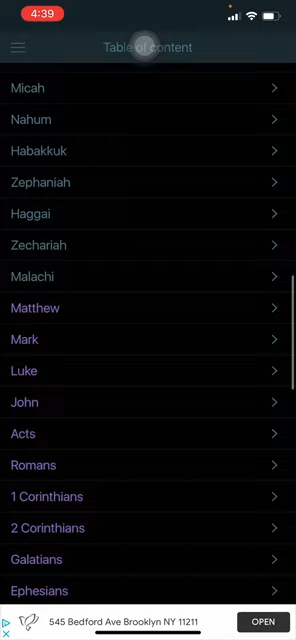 4:39
Table of content
Micah
Nahum
Habakkuk
Zephaniah
Haggai
Zechariah
Malachi
Matthew
Mark
Luke
John
Acts
Romans
1 Corinthians
2 Corinthians
Galatians
Ephesians
545 Bedford Ave Brooklyn NY 11211
OPEN